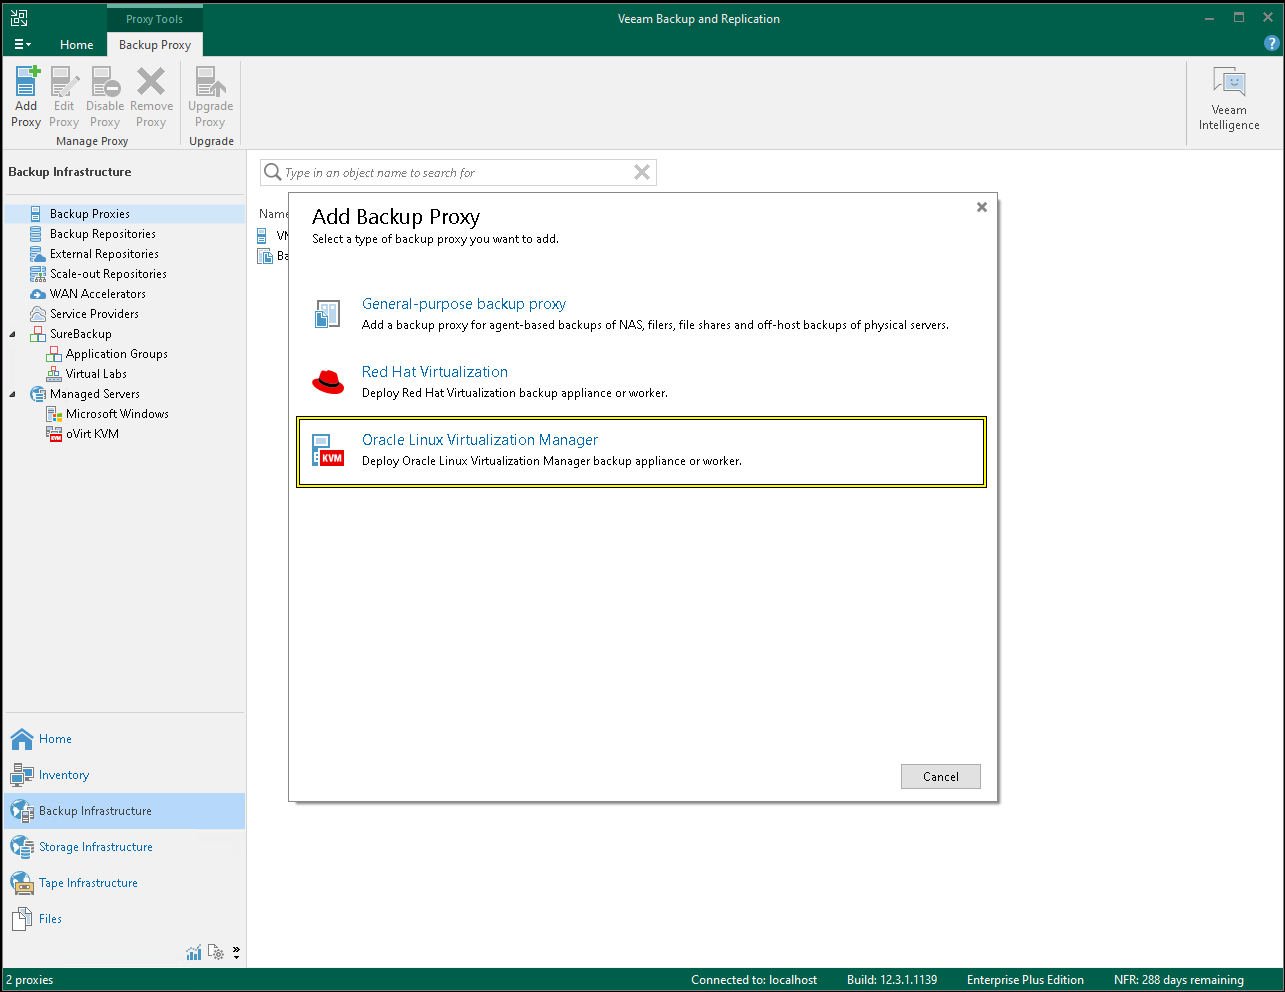 Proxy Tools
Veeam Backup and Replication
Home
Backup Proxy
Add Proxy
Edit Proxy
Disable Proxy
Remove Proxy
Upgrade Proxy
Manage Proxy
Upgrade
Veeam Intelligence
Backup Infrastructure
Backup Proxies
Backup Repositories
External Repositories
Scale-out Repositories
WAN Accelerators
Service Providers
SureBackup
Application Groups
Virtual Labs
Managed Servers
Microsoft Windows
oVirt KVM
Type in an object name to search for
Name
Add Backup Proxy
Select a type of backup proxy you want to add.
General-purpose backup proxy
Add a backup proxy for agent-based backups of NAS, filers, file shares and off-host backups of physical servers.
Red Hat Virtualization
Deploy Red Hat Virtualization backup appliance or worker.
KVM
Oracle Linux Virtualization Manager
Deploy Oracle Linux Virtualization Manager backup appliance or worker.
Cancel
Home
Inventory
Backup Infrastructure
Storage Infrastructure
Tape Infrastructure
Files
2 proxies
Connected to: localhost
Build: 12.3.1.1139
Enterprise Plus Edition
NFR: 288 days remaining